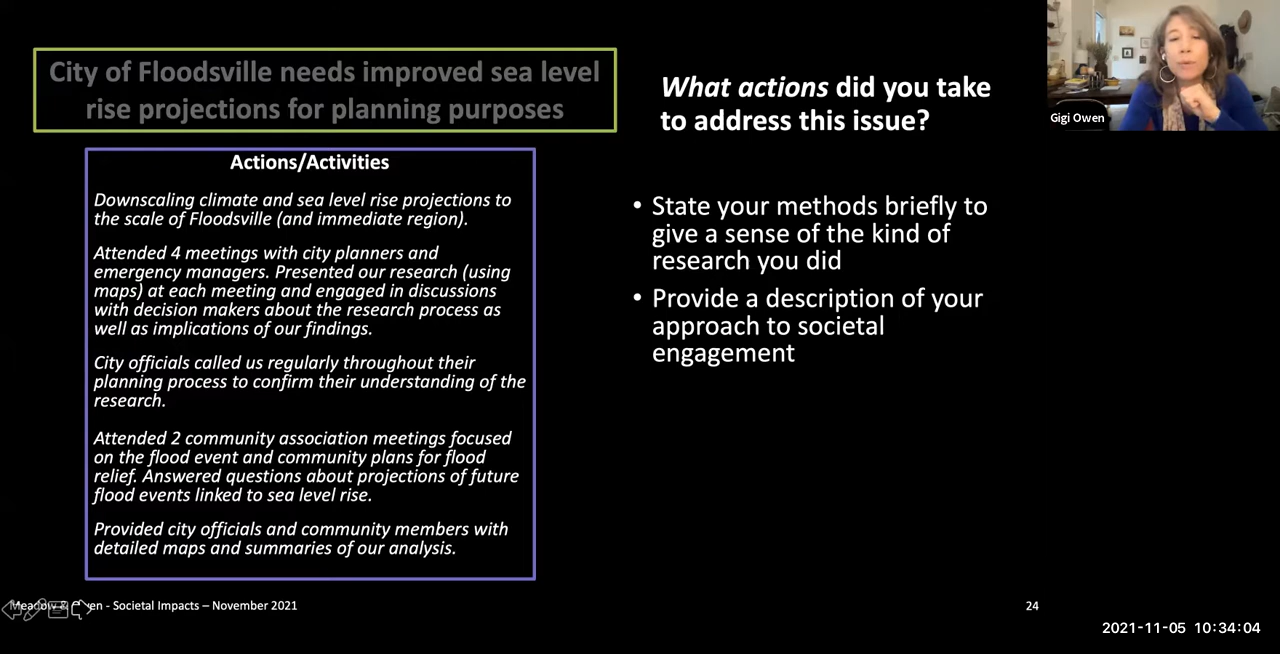 City of Floodsville needs improved sea level
rise projections for planning purposes
Actions/Activities
Downscaling climate and sea level rise projections to
the scale of Floodsville (and immediate region).
Attended 4 meetings with city planners and
emergency managers. Presented our research (using
maps) at each meeting and engaged in discussions
with decision makers about the research process as
well as implications of our findings.
City officials called us regularly throughout their
planning process to confirm their understanding of the
research.
Attended 2 community association meetings focused
on the flood event and community plans for flood
relief. Answered questions about projections of future
flood events linked to sea level rise.
Provided city officials and community members with
detailed maps and summaries of our analysis.
What actions did you take
to address this issue?
• State your methods briefly to
give a sense of the kind of
research you did
• Provide a description of your
approach to societal
engagement
Gigi Owen
Meadow & Owen - Societal Impacts – November 2021
24
2021-11-05 10:34:04